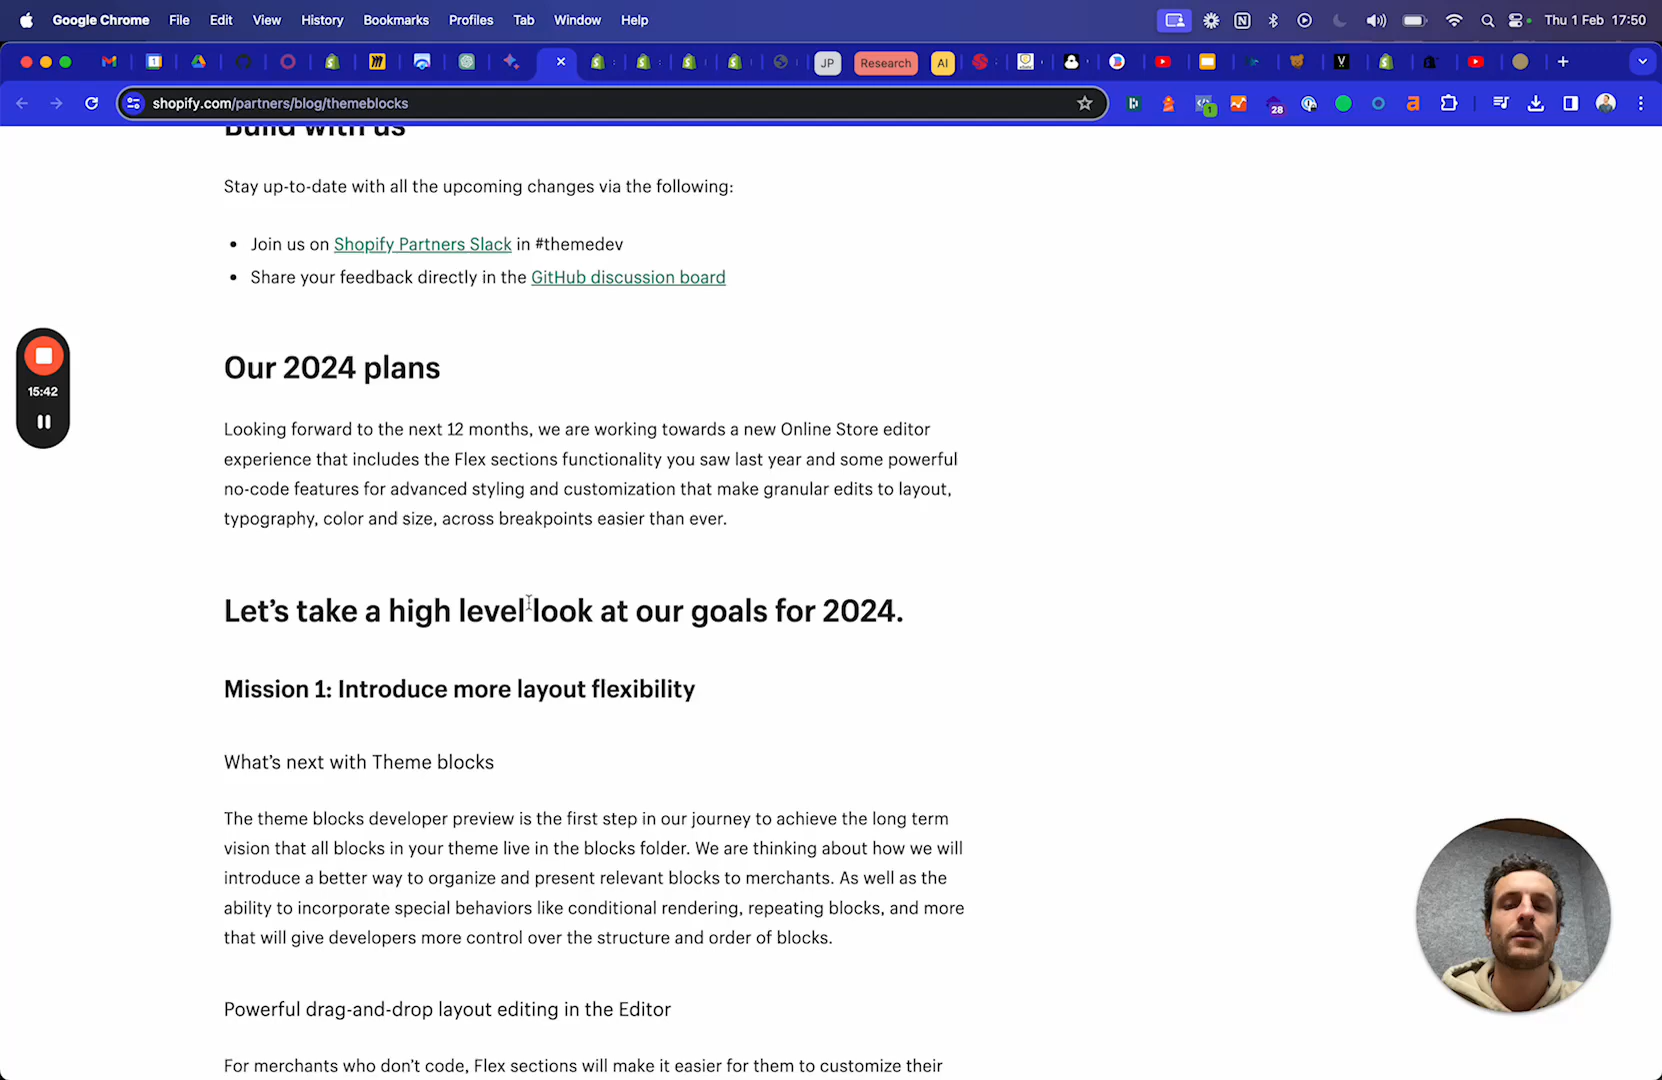 Google Chrome File Edit View History Bookmarks Profiles Tab Window Help Thu 1 Feb 17:50
JP Research AI
shopify.com/partners/blog/themeblocks
1
28
Build with us
Stay up-to-date with all the upcoming changes via the following:
• Join us on Shopify Partners Slack in #themedev
• Share your feedback directly in the GitHub discussion board
15:42
Our 2024 plans
Looking forward to the next 12 months, we are working towards a new Online Store editor
experience that includes the Flex sections functionality you saw last year and some powerful
no-code features for advanced styling and customization that make granular edits to layout,
typography, color and size, across breakpoints easier than ever.
Let’s take a high level look at our goals for 2024.
Mission 1: Introduce more layout flexibility
What’s next with Theme blocks
The theme blocks developer preview is the first step in our journey to achieve the long term
vision that all blocks in your theme live in the blocks folder. We are thinking about how we will
introduce a better way to organize and present relevant blocks to merchants. As well as the
ability to incorporate special behaviors like conditional rendering, repeating blocks, and more
that will give developers more control over the structure and order of blocks.
Powerful drag-and-drop layout editing in the Editor
For merchants who don’t code, Flex sections will make it easier for them to customize their